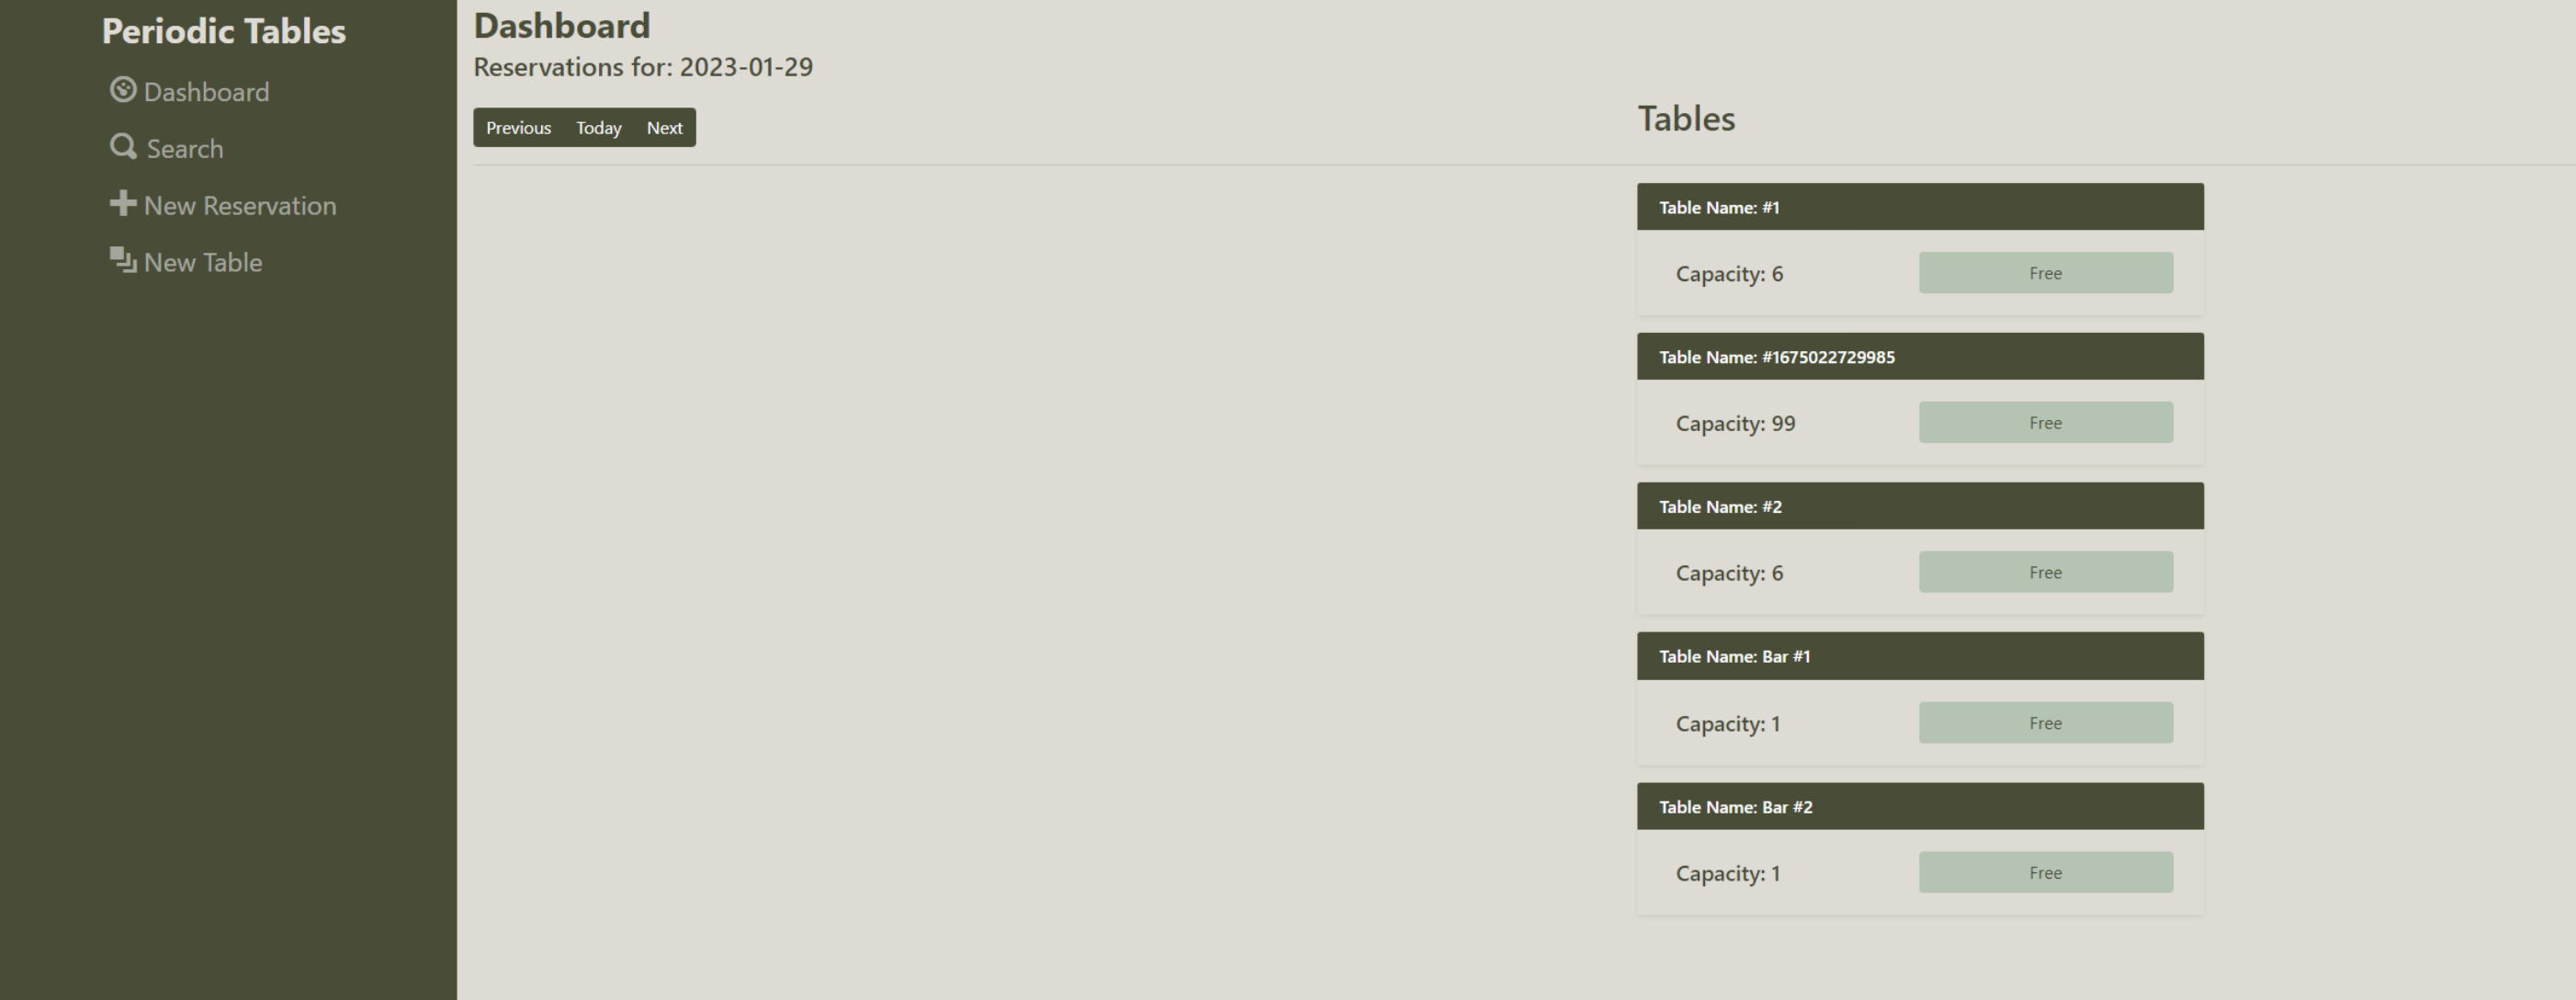 Periodic Tables
Dashboard
Search
New Reservation
New Table
Dashboard
Reservations for: 2023-01-29
Previous Today Next
Tables
Table Name: #1
Capacity: 6 Free
Table Name: #1675022729985
Capacity: 99 Free
Table Name: #2
Capacity: 6 Free
Table Name: Bar #1
Capacity: 1 Free
Table Name: Bar #2
Capacity: 1 Free